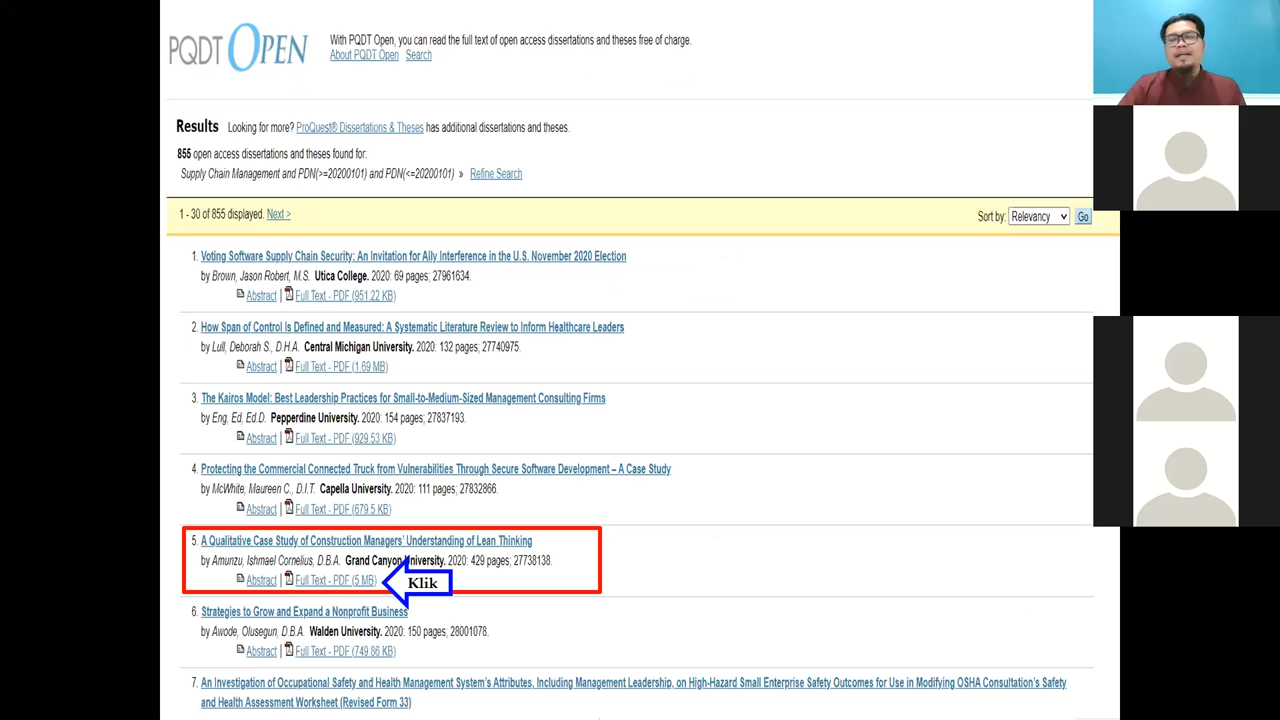 PQDT OPEN
With PQDT Open, you can read the full text of open access dissertations and theses free of charge.
About PQDT Open Search
Results Looking for more? ProQuest® Dissertations & Theses has additional dissertations and theses.
855 open access dissertations and theses found for:
Supply Chain Management and PDN(>=20200101) and PDN(<=20200101) » Refine Search
1 - 30 of 855 displayed. Next >
Sort by: Relevancy Go
1. Voting Software Supply Chain Security: An Invitation for Ally Interference in the U.S. November 2020 Election
by Brown, Jason Robert, M.S. Utica College. 2020: 69 pages; 27961634.
Abstract | Full Text - PDF (951.22 KB)
2. How Span of Control Is Defined and Measured: A Systematic Literature Review to Inform Healthcare Leaders
by Lull, Deborah S., D.H.A. Central Michigan University. 2020: 132 pages; 27740975.
Abstract | Full Text - PDF (1.69 MB)
3. The Kairos Model: Best Leadership Practices for Small-to-Medium-Sized Management Consulting Firms
by Eng, Ed, Ed.D. Pepperdine University. 2020: 154 pages; 27837193.
Abstract | Full Text - PDF (929.53 KB)
4. Protecting the Commercial Connected Truck from Vulnerabilities Through Secure Software Development – A Case Study
by McWhite, Maureen C., D.I.T. Capella University. 2020: 111 pages; 27832866.
Abstract | Full Text - PDF (679.5 KB)
5. A Qualitative Case Study of Construction Managers' Understanding of Lean Thinking
by Amunzu, Ishmael Cornelius, D.B.A. Grand Canyon University. 2020: 429 pages; 27738138.
Abstract | Full Text - PDF (5 MB) Klik
6. Strategies to Grow and Expand a Nonprofit Business
by Awode, Olusegun, D.B.A. Walden University. 2020: 150 pages; 28001078.
Abstract | Full Text - PDF (749.86 KB)
7. An Investigation of Occupational Safety and Health Management System's Attributes, Including Management Leadership, on High-Hazard Small Enterprise Safety Outcomes for Use in Modifying OSHA Consultation's Safety
and Health Assessment Worksheet (Revised Form 33)